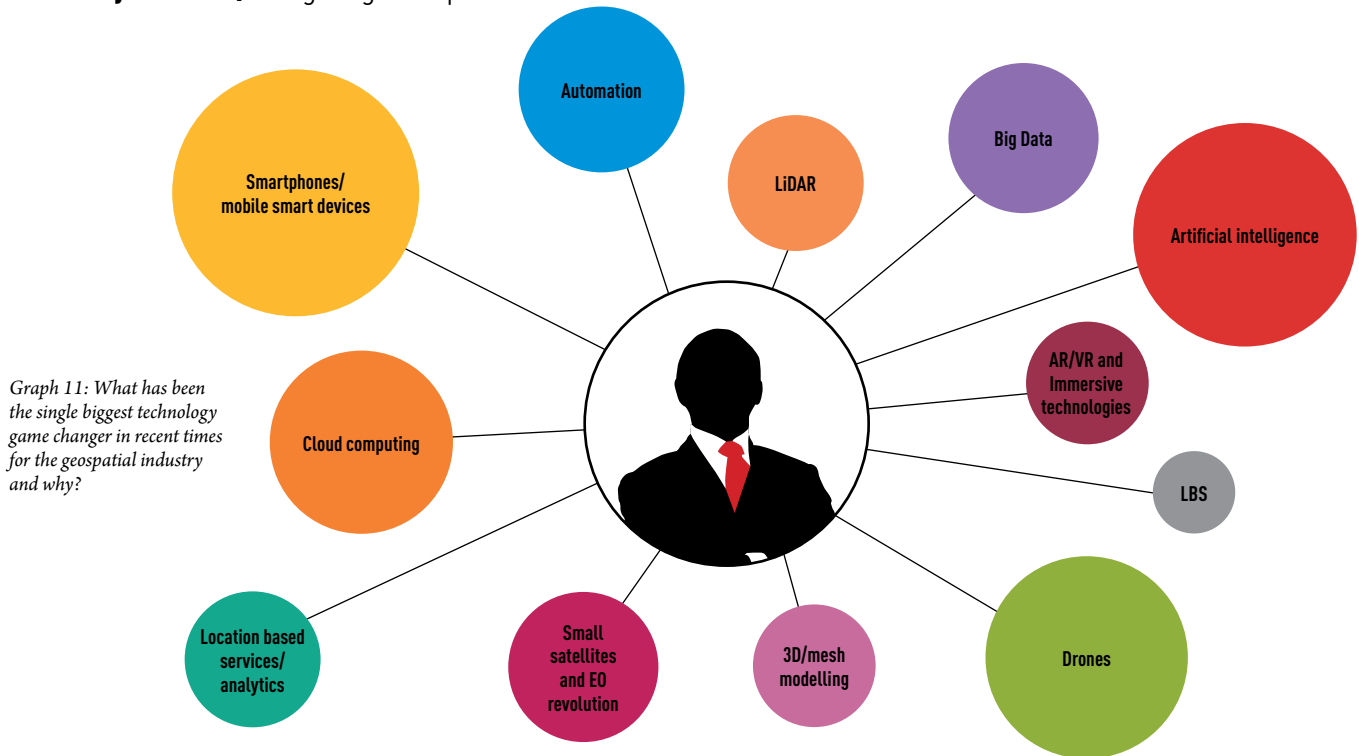 Automation
Big Data
LiDAR
Smartphones/
mobile smart devices
Artificial intelligence
AR/VR and
Immersive
technologies
Graph 11: What has been
the single biggest technology
game changer in recent times
for the geospatial industry
and why?
Cloud computing
LBS
Location based
services/
analytics
Small
satellites
and EO
revolution
3D/mesh
modelling
Drones